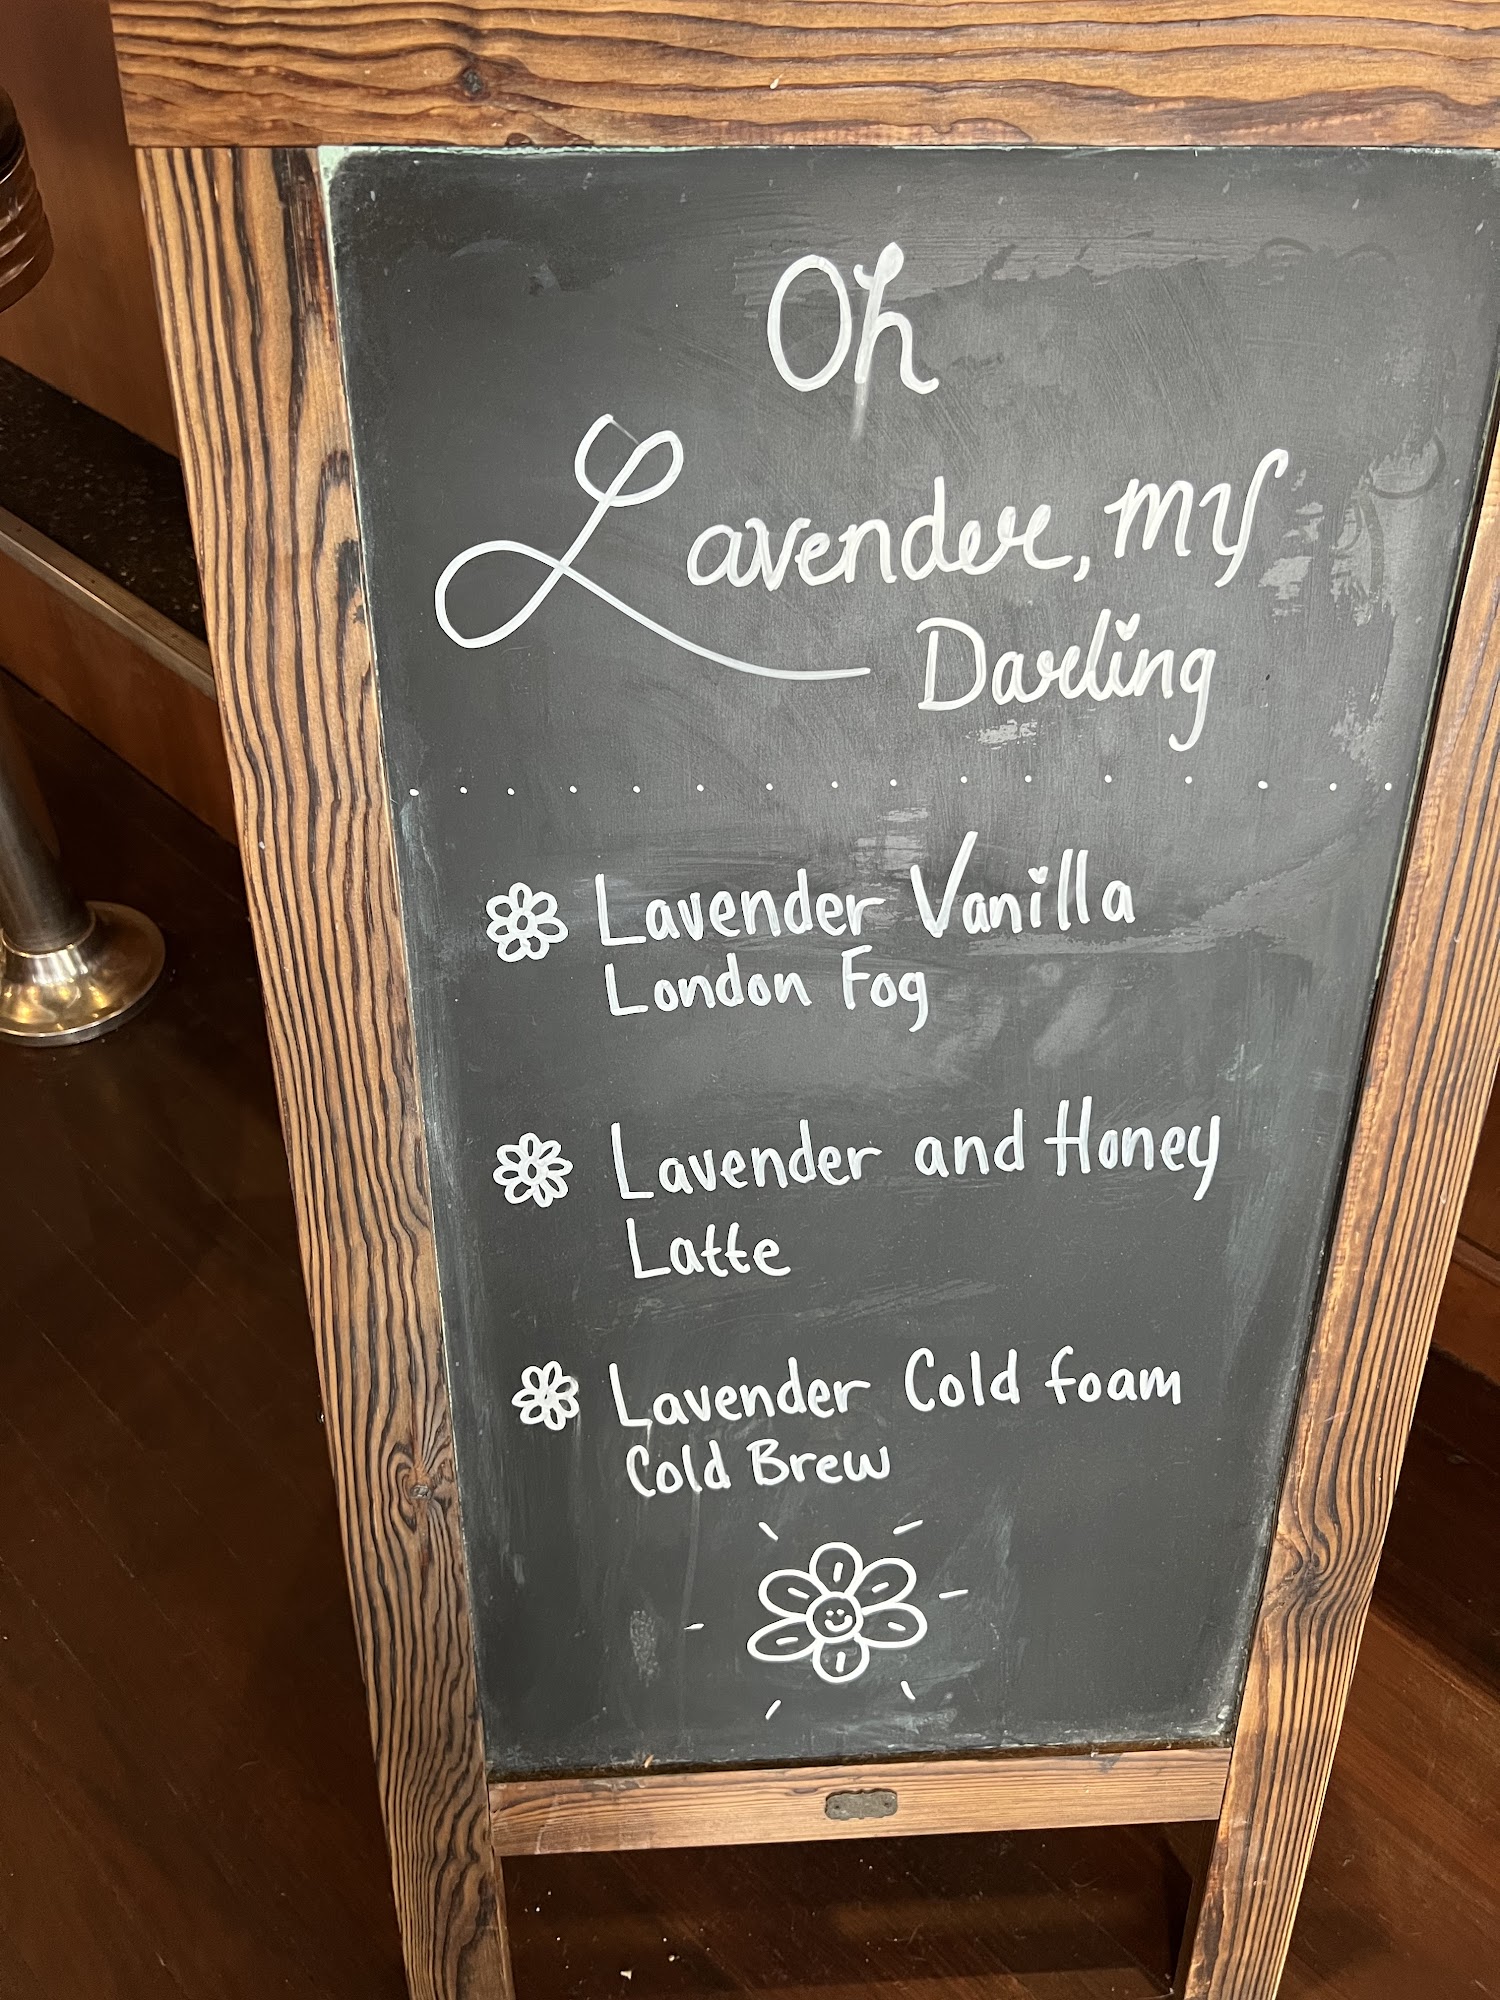 Oh
Lavender, my
Darling
Lavender Vanilla
London Fog
Lavender and Honey
Latte
Lavender Cold foam
Cold Brew